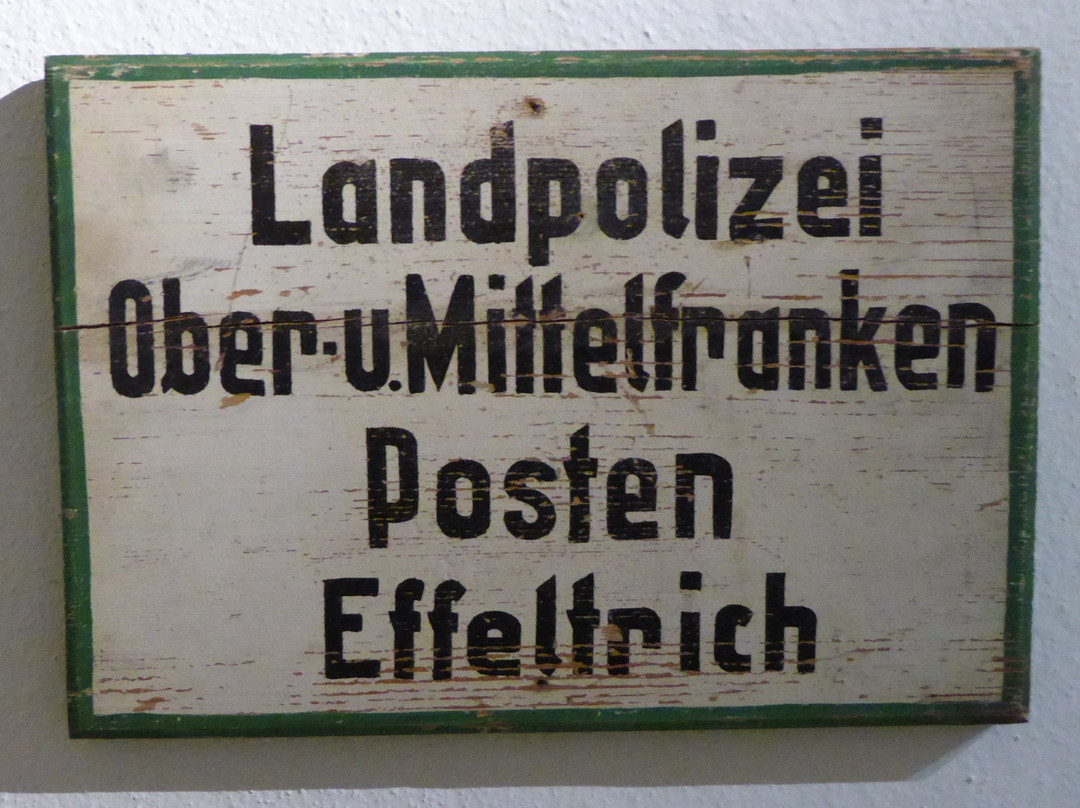 Landpolizei
Ober-u.Mittelfranken
Posten
Effeltrich